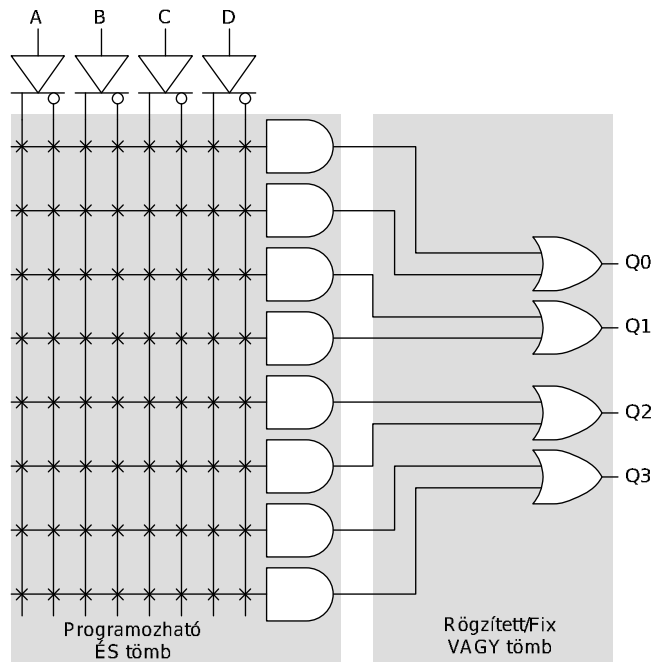 A B C D
Q0
Q1
Q2
Q3
Programozható
ÉS tömb
Rögzített/Fix
VAGY tömb